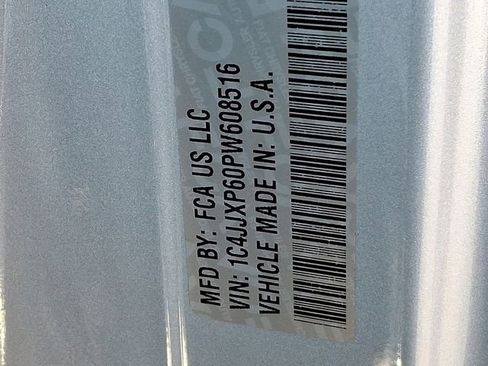 MFD BY: FCA US LLC
VIN: 1C4JJXP60PW608516
VEHICLE MADE IN: U.S.A.